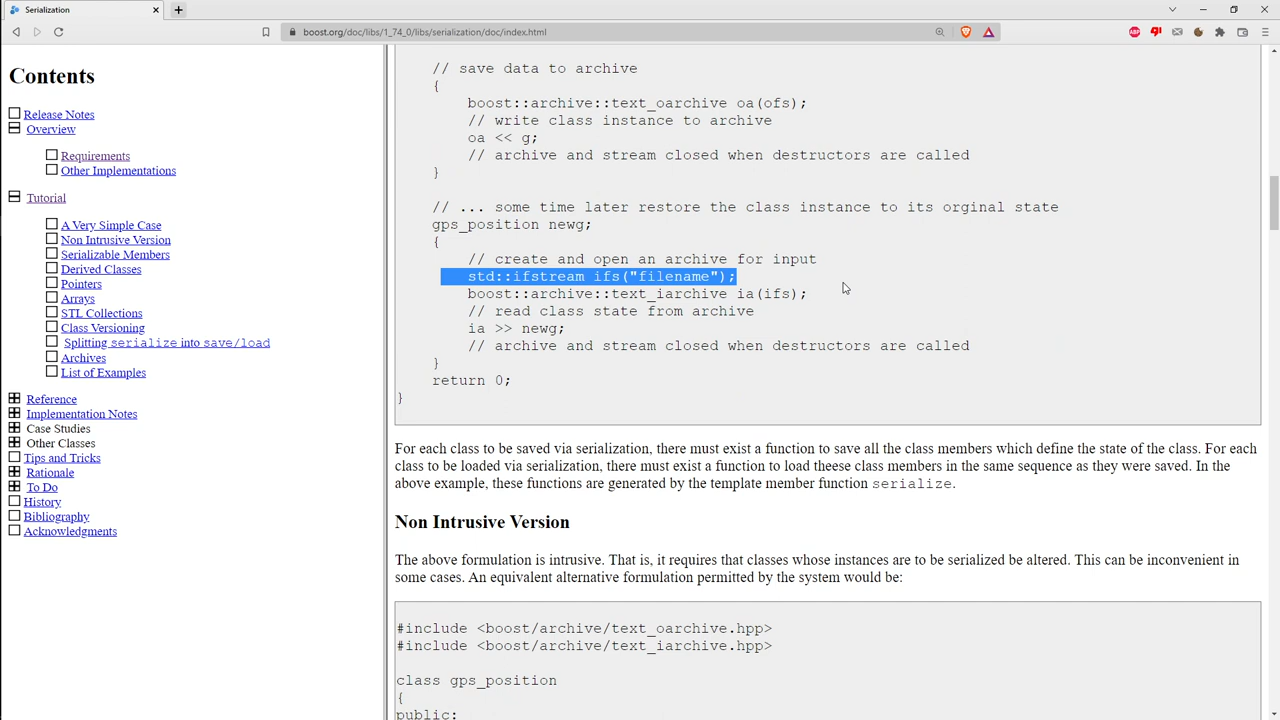 Serialization
boost.org/doc/libs/1_74_0/libs/serialization/doc/index.html
Contents
Release Notes
Overview
Requirements
Other Implementations
Tutorial
A Very Simple Case
Non Intrusive Version
Serializable Members
Derived Classes
Pointers
Arrays
STL Collections
Class Versioning
Splitting serialize into save/load
Archives
List of Examples
Reference
Implementation Notes
Case Studies
Other Classes
Tips and Tricks
Rationale
To Do
History
Bibliography
Acknowledgments
// save data to archive
{
boost::archive::text_oarchive oa(ofs);
// write class instance to archive
oa << g;
// archive and stream closed when destructors are called
}
// ... some time later restore the class instance to its orginal state
gps_position newg;
{
// create and open an archive for input
std::ifstream ifs("filename");
boost::archive::text_iarchive ia(ifs);
// read class state from archive
ia >> newg;
// archive and stream closed when destructors are called
}
return 0;
}
For each class to be saved via serialization, there must exist a function to save all the class members which define the state of the class. For each
class to be loaded via serialization, there must exist a function to load theese class members in the same sequence as they were saved. In the
above example, these functions are generated by the template member function serialize.
Non Intrusive Version
The above formulation is intrusive. That is, it requires that classes whose instances are to be serialized be altered. This can be inconvenient in
some cases. An equivalent alternative formulation permitted by the system would be:
#include <boost/archive/text_oarchive.hpp>
#include <boost/archive/text_iarchive.hpp>
class gps_position
{
public: